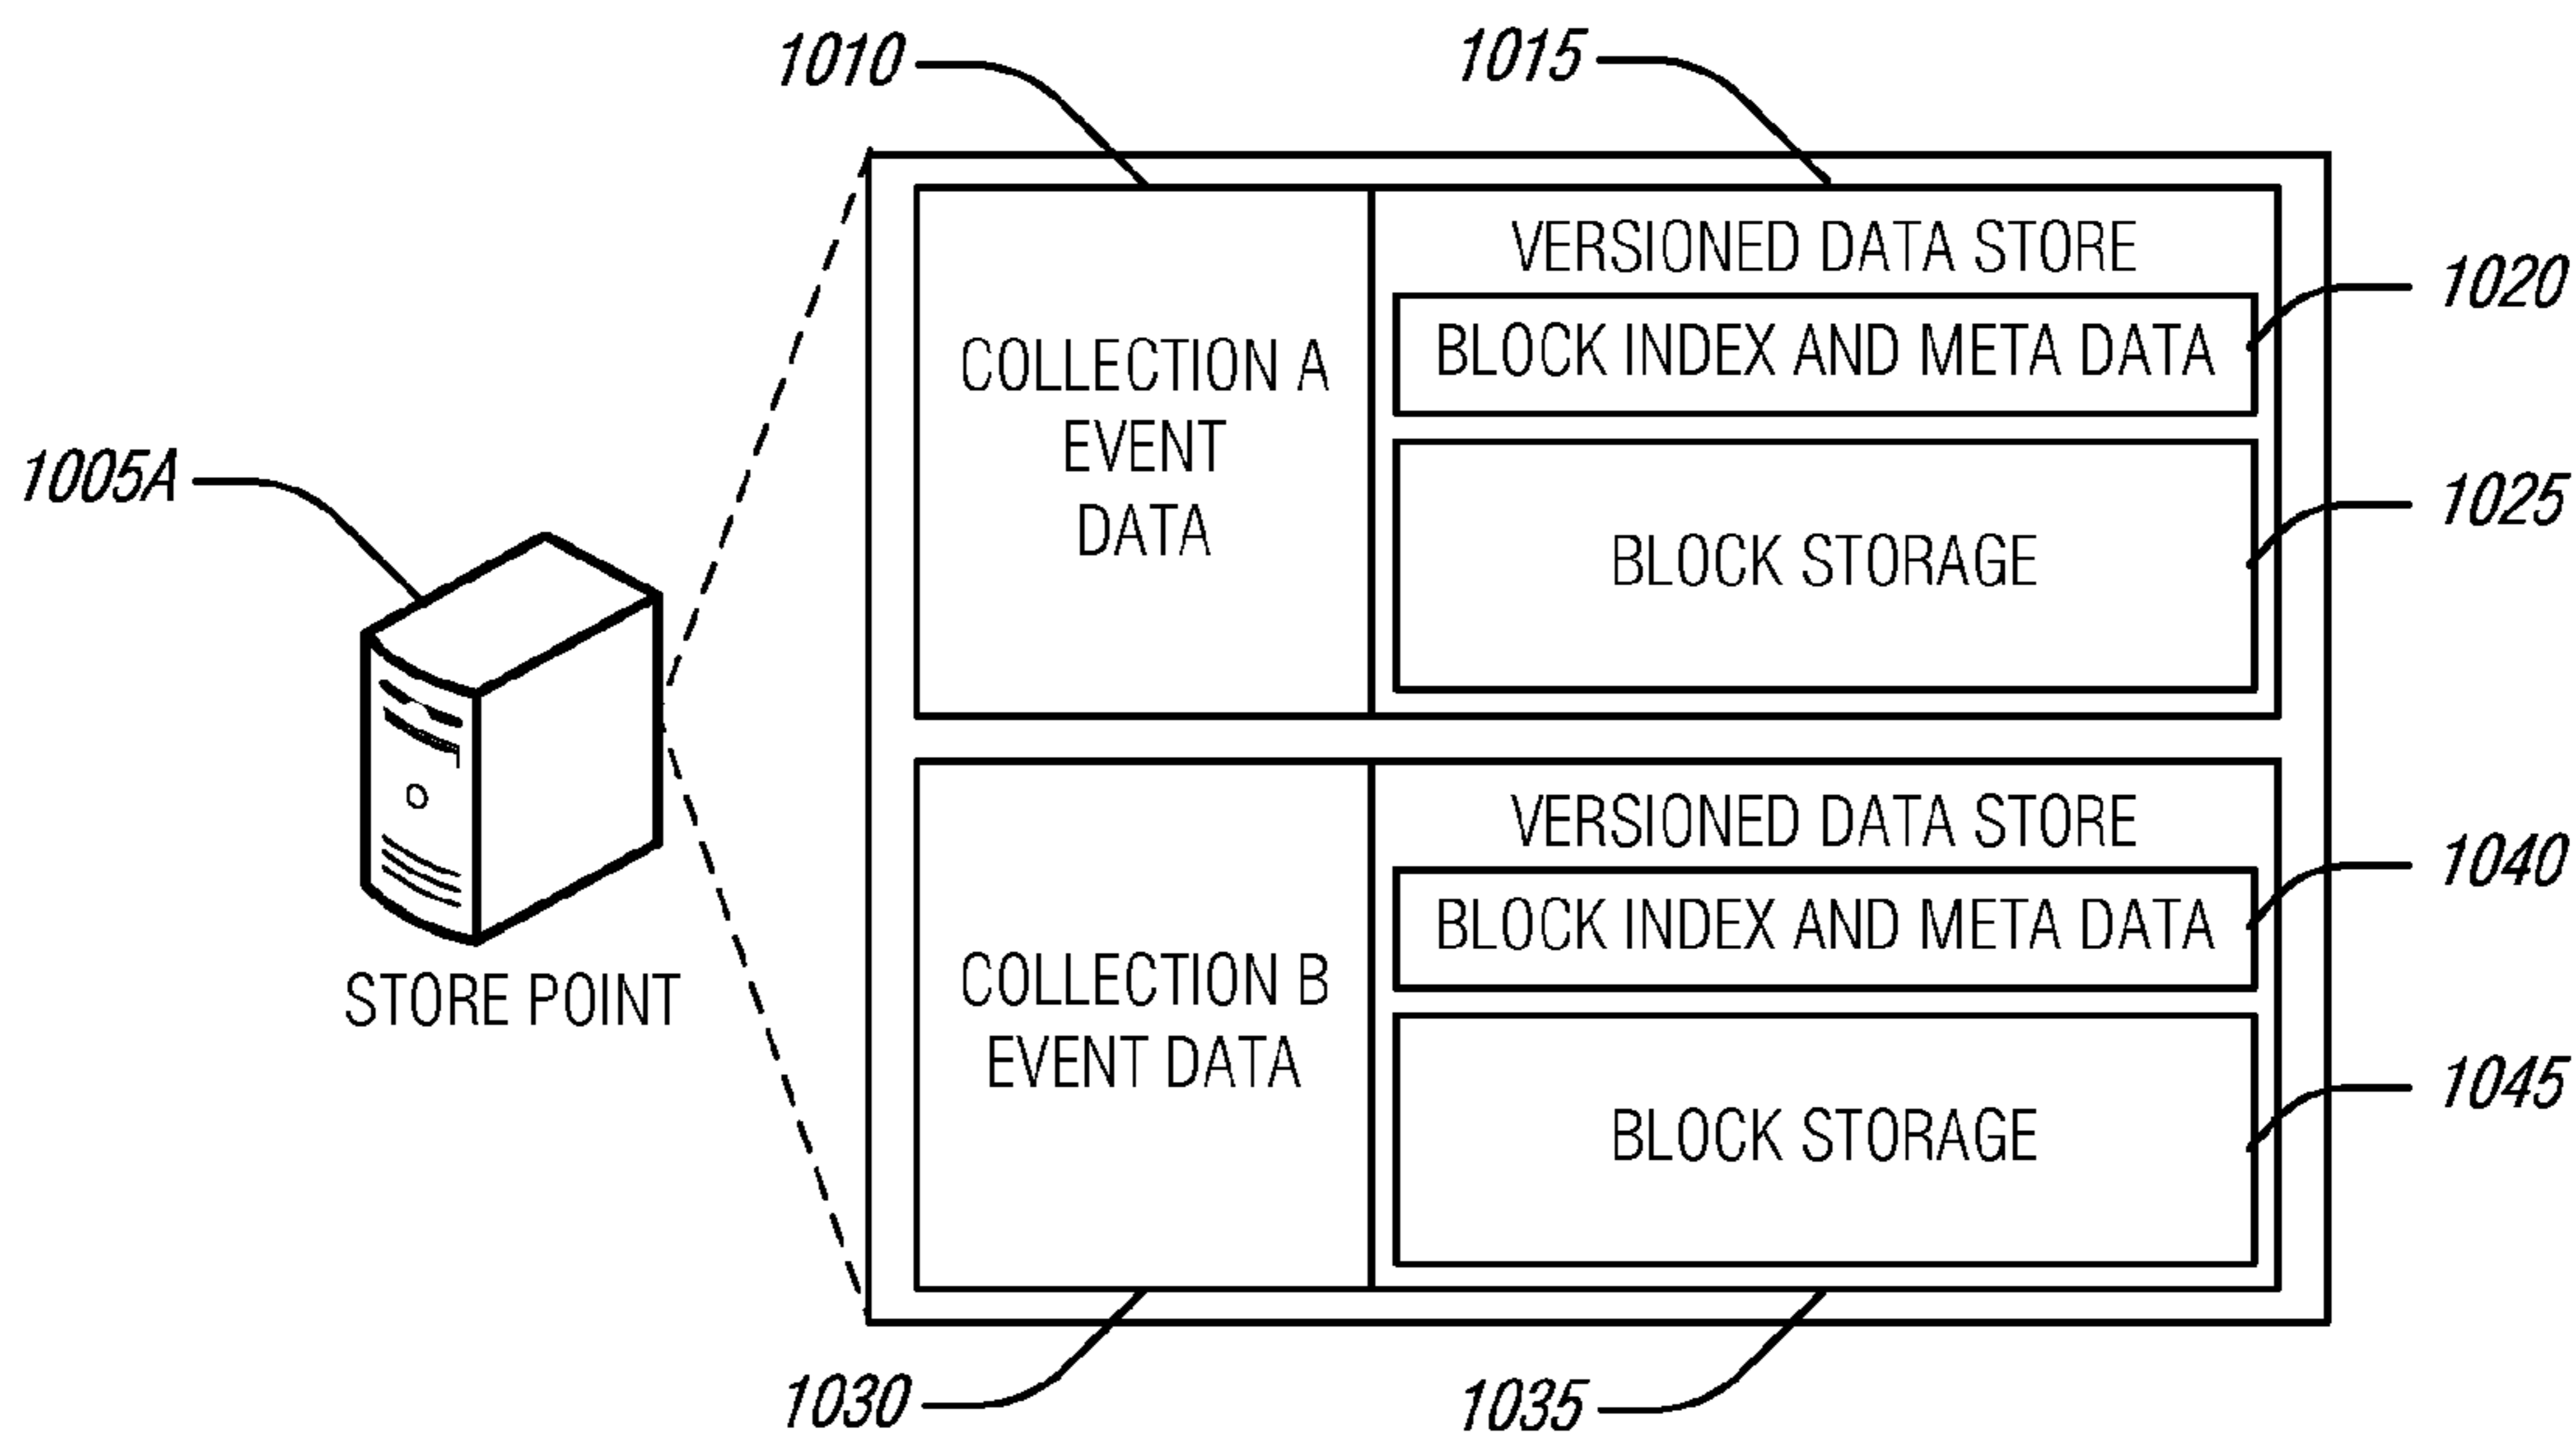 1010
1015
VERSIONED DATA STORE
1020
BLOCK INDEX AND META DATA
COLLECTION A
EVENT
DATA
1005A
1025
BLOCK STORAGE
STORE POINT
VERSIONED DATA STORE
1040
BLOCK INDEX AND META DATA
COLLECTION B
EVENT DATA
1045
BLOCK STORAGE
1030
1035